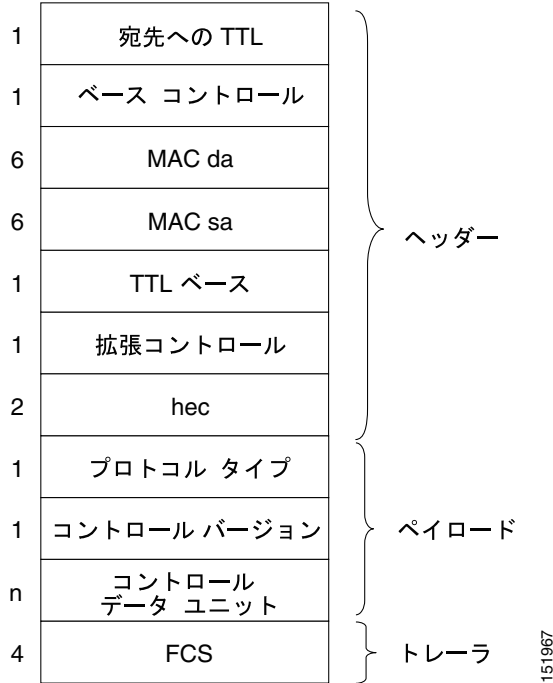 1 宛先への TTL
1 ベース コントロール
6 MAC da
6 MAC sa
ヘッダー
1 TTL ベース
1 拡張コントロール
2 hec
1 プロトコル タイプ
1 コントロール バージョン
ペイロード
n コントロール
データ ユニット
4 FCS
トレーラ
151967